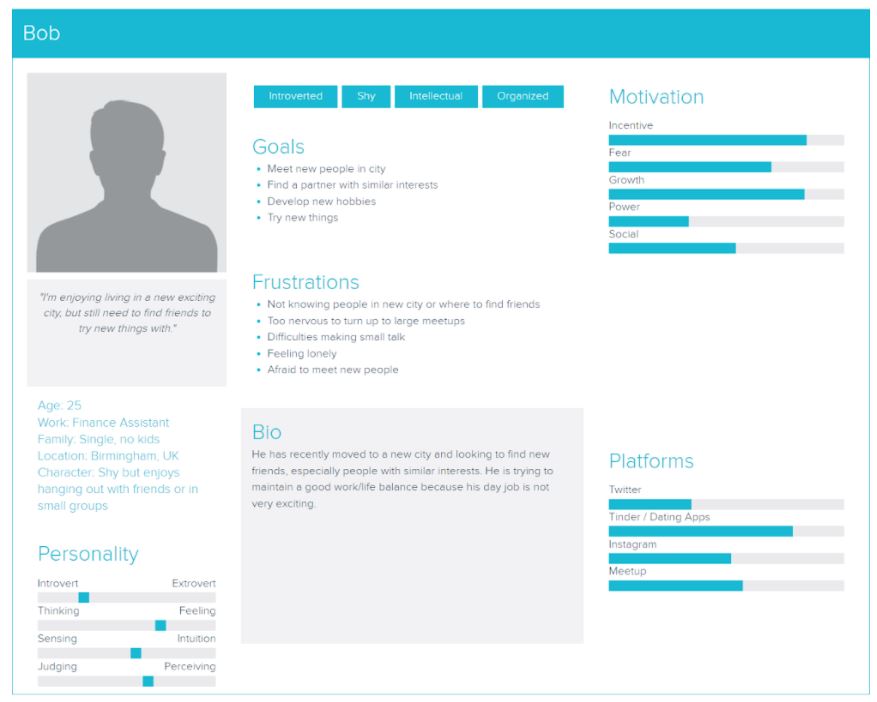 Bob
"I'm enjoying living in a new exciting
city, but still need to find friends to
try new things with."
Age: 25
Work: Finance Assistant
Family: Single, no kids
Location: Birmingham, UK
Character: Shy but enjoys
hanging out with friends or in
small groups
Personality
Introvert Extrovert
Thinking Feeling
Sensing Intuition
Judging Perceiving
Introverted Shy Intellectual Organized
Goals
• Meet new people in city
• Find a partner with similar interests
• Develop new hobbies
• Try new things
Frustrations
• Not knowing people in new city or where to find friends
• Too nervous to turn up to large meetups
• Difficulties making small talk
• Feeling lonely
• Afraid to meet new people
Bio
He has recently moved to a new city and looking to find new
friends, especially people with similar interests. He is trying to
maintain a good work/life balance because his day job is not
very exciting.
Motivation
Incentive
Fear
Growth
Power
Social
Platforms
Twitter
Tinder / Dating Apps
Instagram
Meetup